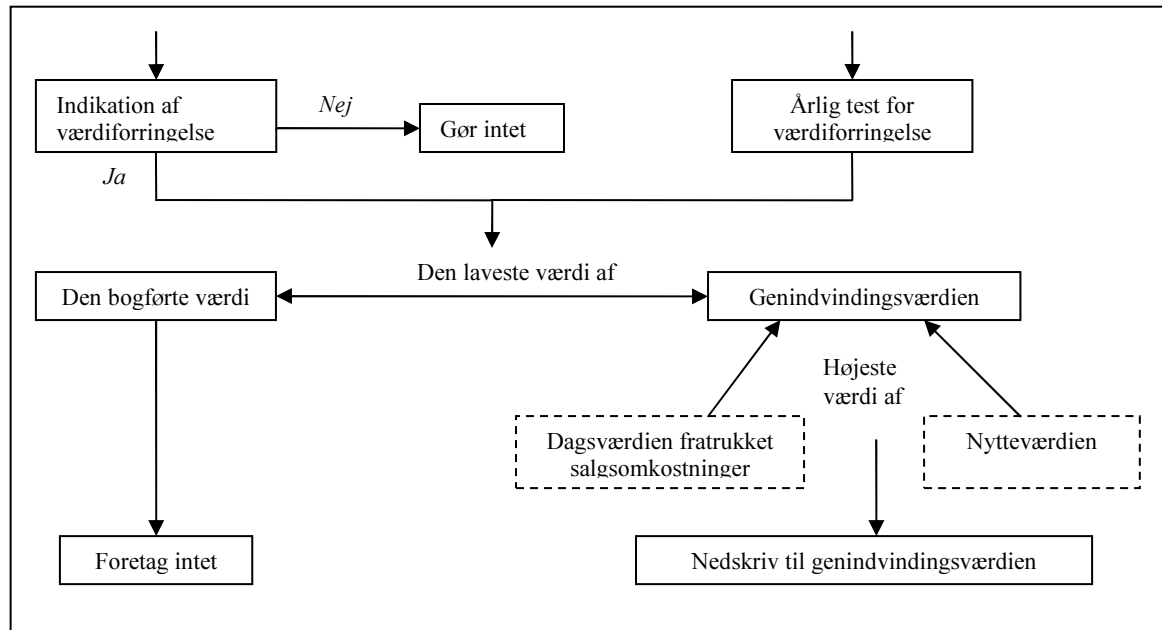 Indikation af
værdiforringelse
Nej
Gør intet
Årlig test for
værdiforringelse
Ja
Den laveste værdi af
Den bogførte værdi
Genindvindingsværdien
Højeste
værdi af
Dagsværdien fratrukket
salgsomkostninger
Nytteværdien
Foretag intet
Nedskriv til genindvindingsværdien